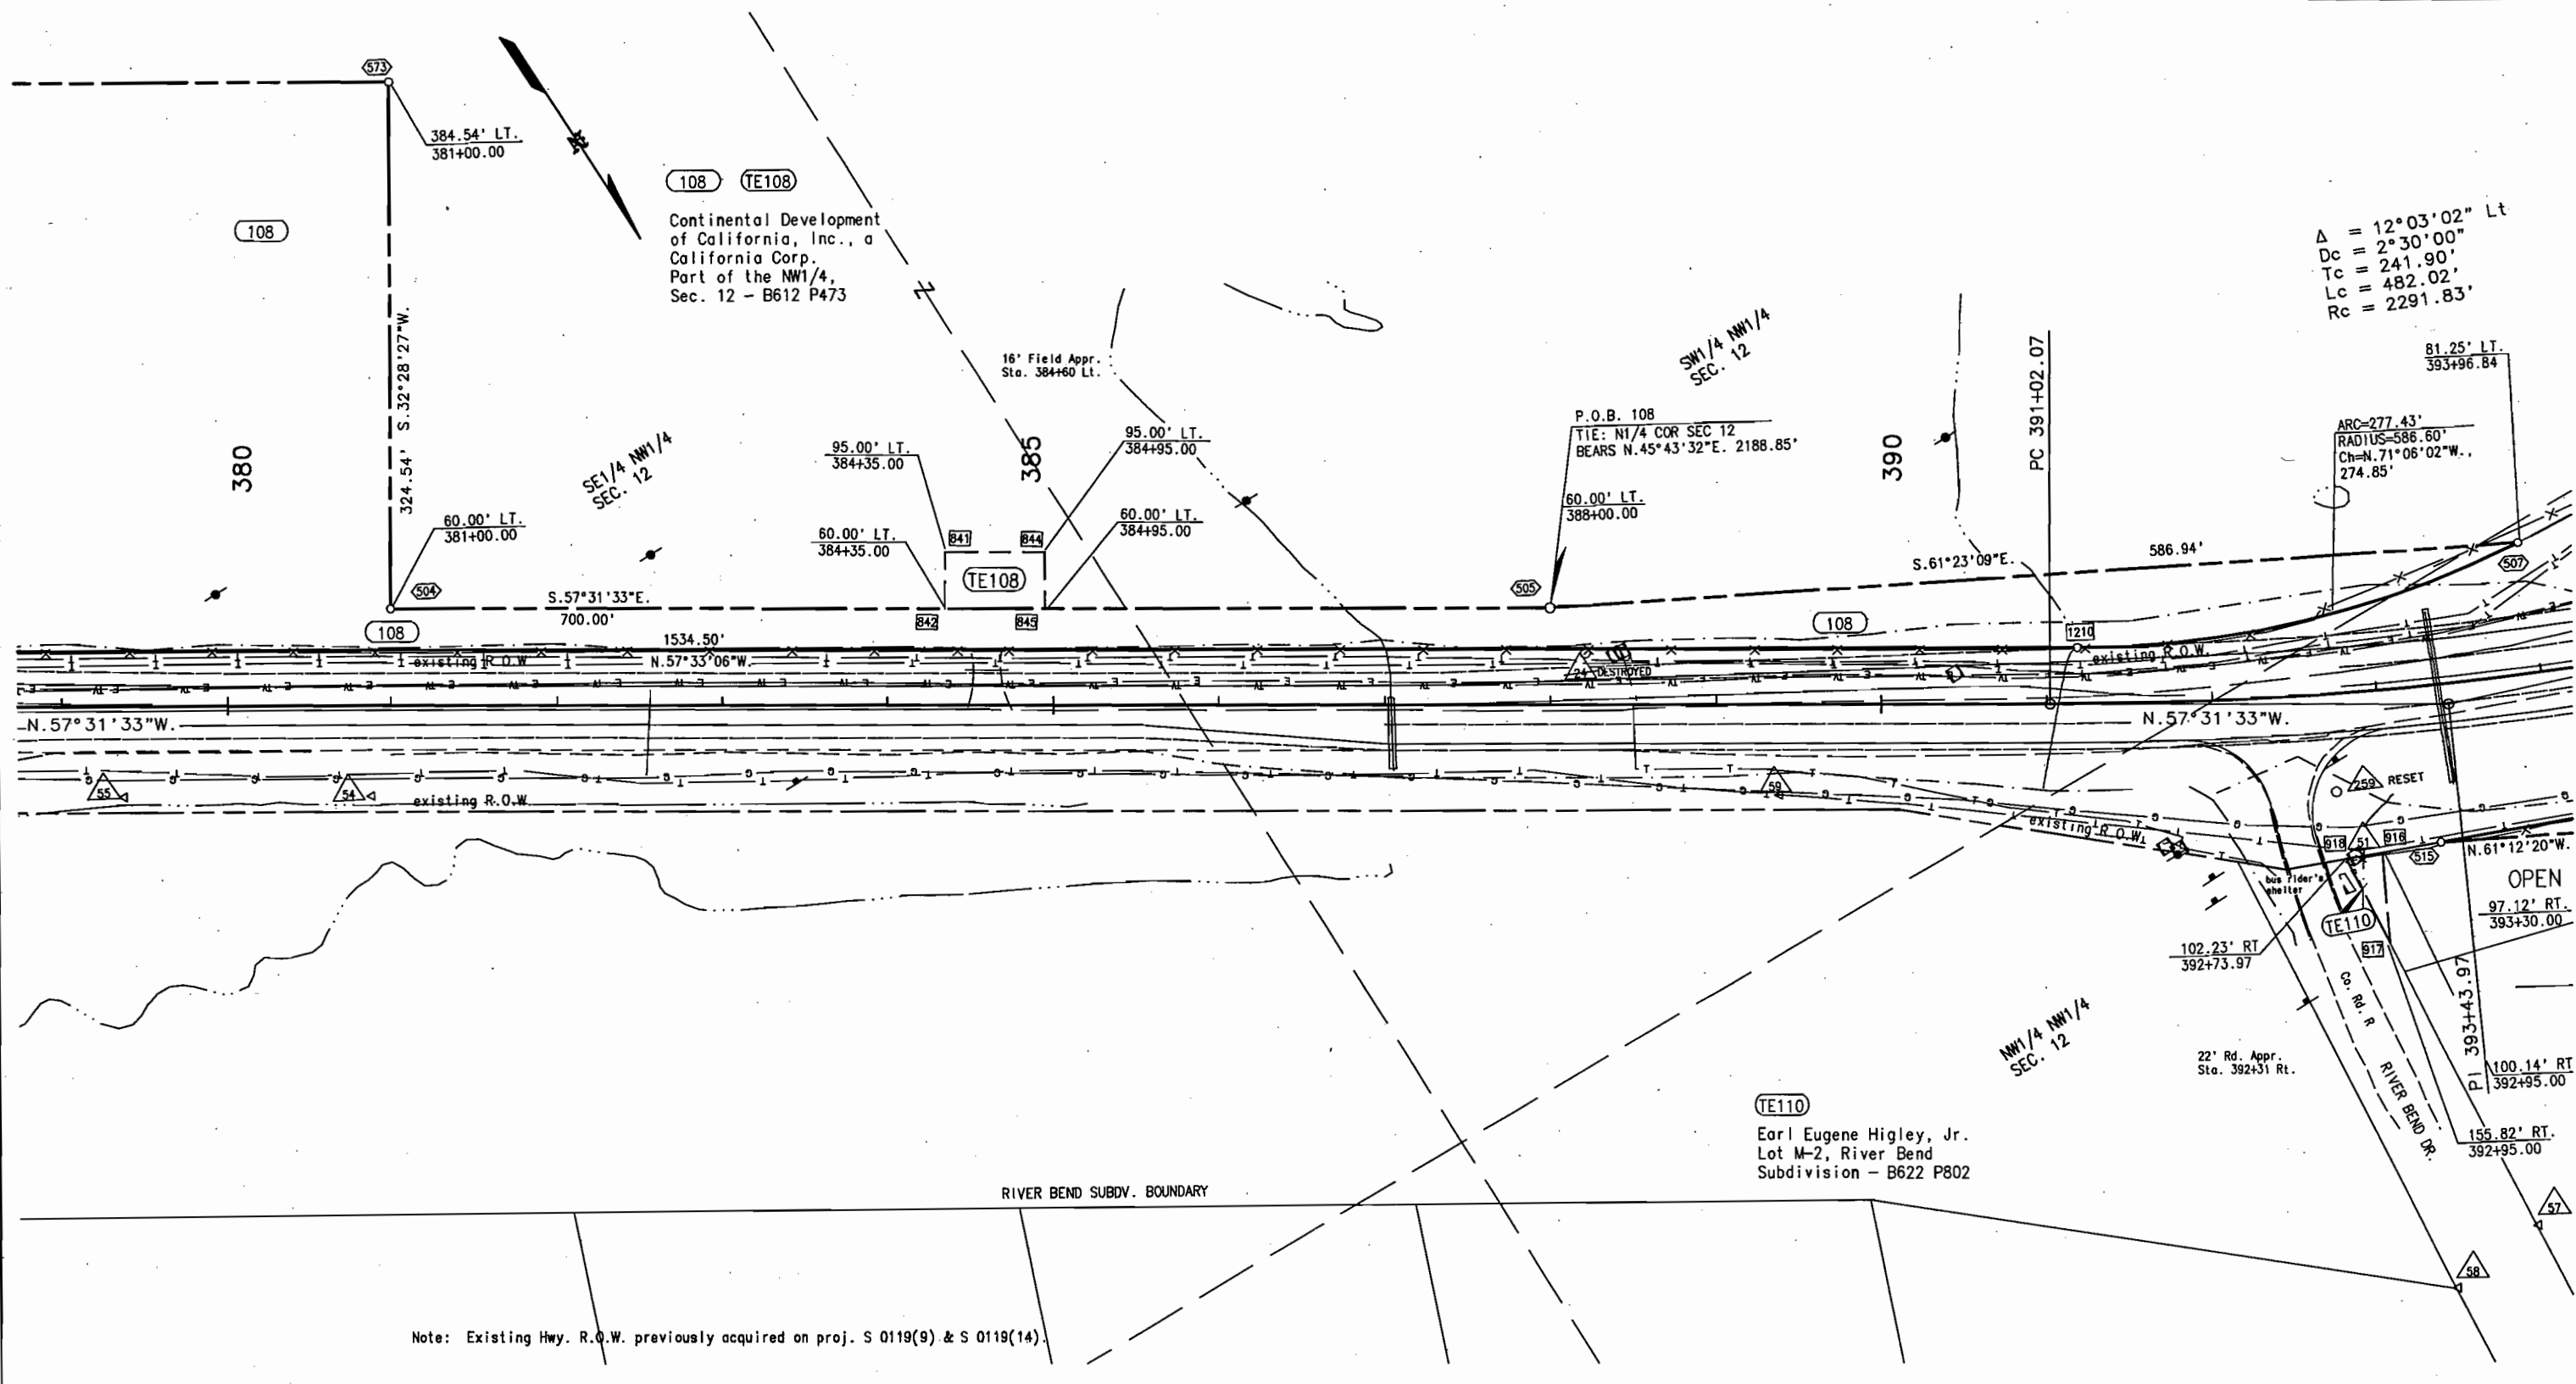 573
384.54' LT.
381+00.00
108
108 TE108
Continental Development
of California, Inc., a
California Corp.
Part of the NW1/4,
Sec. 12 – B612 P473
S.32°28'27"W.
324.54'
380
SE1/4 NW1/4
SEC. 12
60.00' LT.
381+00.00
504
S.57°31'33"E.
700.00'
108
16' Field Appr.
Sta. 384+60 Lt.
385
95.00' LT.
384+35.00
95.00' LT.
384+95.00
60.00' LT.
384+35.00
60.00' LT.
384+95.00
841
844
TE108
842
845
SW1/4 NW1/4
SEC. 12
P.O.B. 108
TIE: N1/4 COR SEC 12
BEARS N.45°43'32"E. 2188.85'
60.00' LT.
388+00.00
505
390
PC 391+02.07
Δ = 12°03'02" Lt
Dc = 2°30'00"
Tc = 241.90'
Lc = 482.02'
Rc = 2291.83'
81.25' LT.
393+96.84
ARC=277.43'
RADIUS=586.60'
Ch=N.71°06'02"W.,
274.85'
S.61°23'09"E.
586.94'
507
108
1210
1534.50'
existing R.O.W
N.57°33'06"W.
24
DESTROYED
existing R.O.W.
N.57°31'33"W.
N.57°31'33"W.
55
54
existing R.O.W
59
existing R.O.W
259 RESET
918
51
916
515
N.61°12'20"W.
bus rider's
shelter
OPEN
97.12' RT.
393+30.00
TE110
917
102.23' RT
392+73.97
Co. Rd. R
RIVER BEND DR.
PI 393+43.97
NW1/4 NW1/4
SEC. 12
22' Rd. Appr.
Sta. 392+31 Rt.
100.14' RT
392+95.00
155.82' RT.
392+95.00
TE110
Earl Eugene Higley, Jr.
Lot M-2, River Bend
Subdivision – B622 P802
RIVER BEND SUBDV. BOUNDARY
57
58
Note: Existing Hwy. R.O.W. previously acquired on proj. S 0119(9) & S 0119(14).